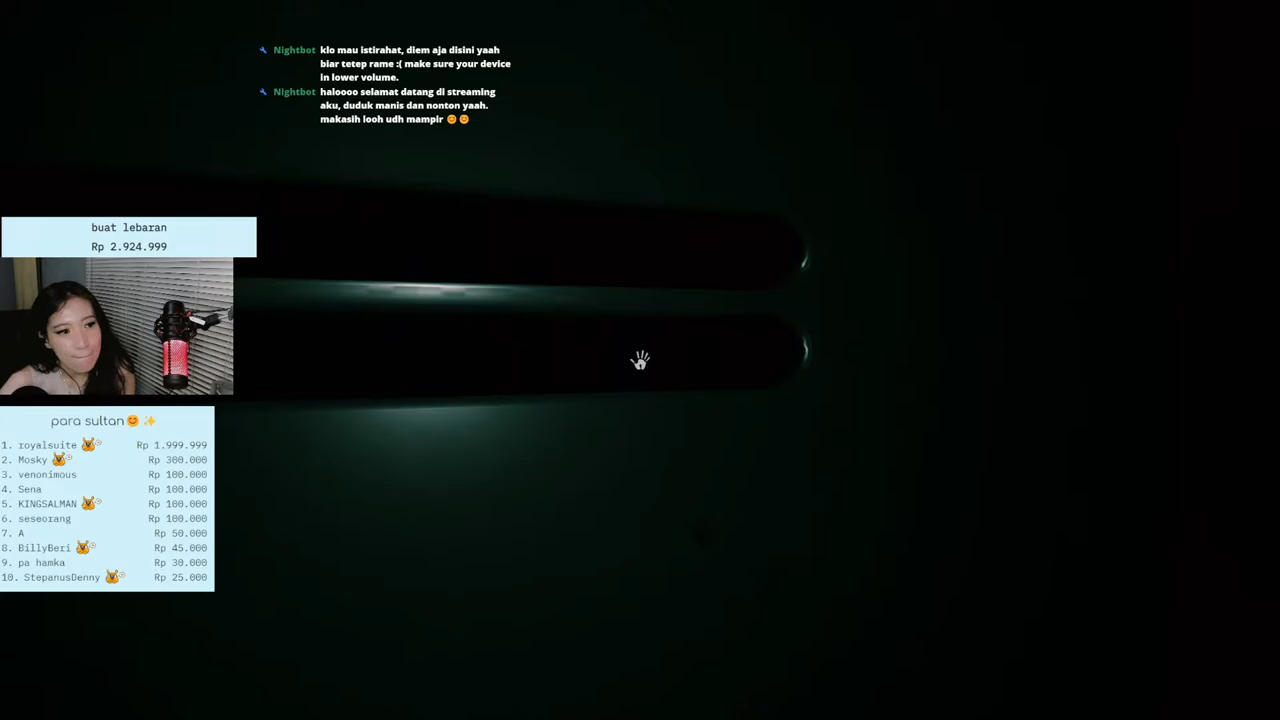 Nightbot klo mau istirahat, diem aja disini yaah
biar tetep rame :( make sure your device
in lower volume.
Nightbot haloooo selamat datang di streaming
aku, duduk manis dan nonton yaah.
makasih looh udh mampir 😊😊
buat lebaran
Rp 2.924.999
para sultan😊✨
1. royalsuite Rp 1.999.999
2. Mosky Rp 300.000
3. venonimous Rp 100.000
4. Sena Rp 100.000
5. KINGSALMAN Rp 100.000
6. seseorang Rp 100.000
7. A Rp 50.000
8. BillyBeri Rp 45.000
9. pa hamka Rp 30.000
10. StepanusDenny Rp 25.000